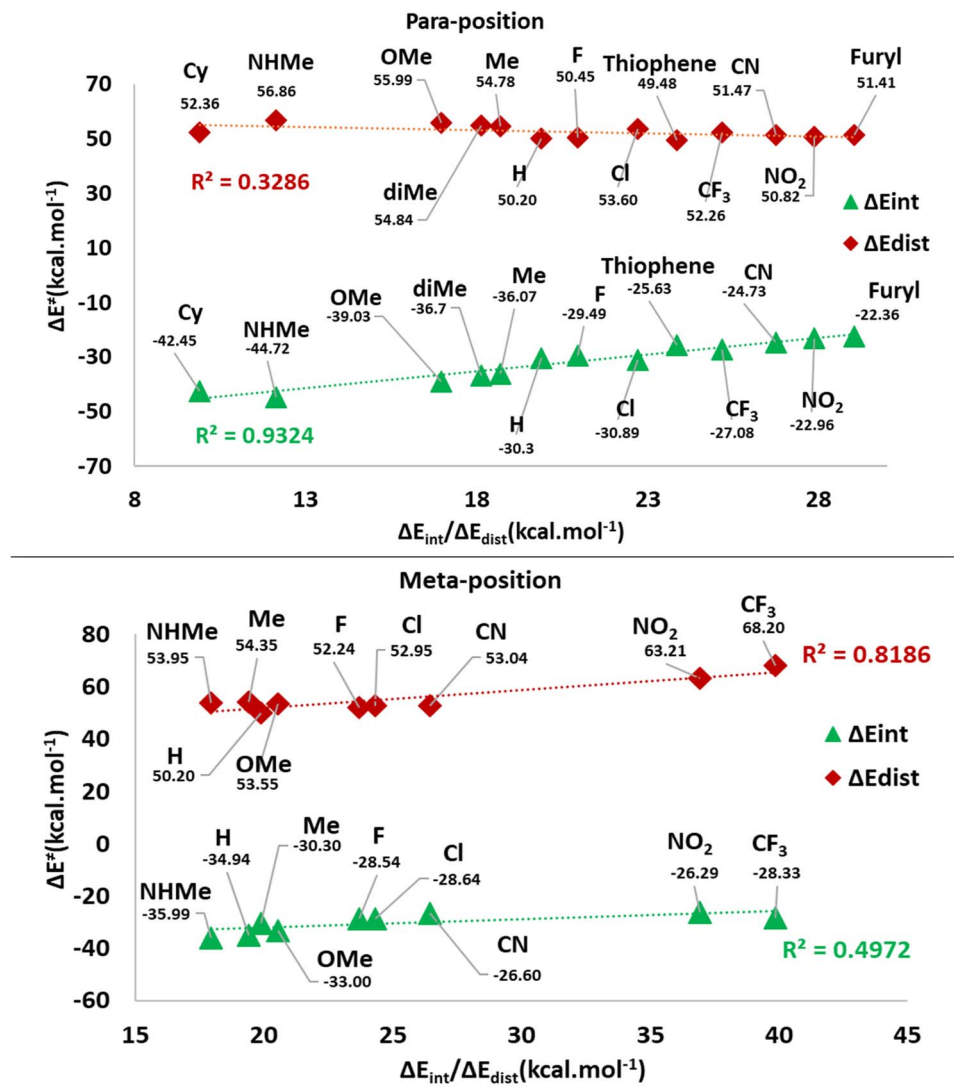 Para-position
Cy
52.36
NHMe
56.86
OMe
55.99
Me
54.78
F
50.45
Thiophene
49.48
CN
51.47
Furyl
51.41
70
50
30
10
-10
-30
-50
-70
ΔE≠(kcal.mol-1)
R² = 0.3286
diMe
54.84
H
50.20
Cl
53.60
CF3
52.26
NO2
50.82
ΔEint
ΔEdist
Cy
-42.45
NHMe
-44.72
OMe
-39.03
diMe
-36.7
Me
-36.07
F
-29.49
Thiophene
-25.63
CN
-24.73
Furyl
-22.36
R² = 0.9324
H
-30.3
Cl
-30.89
CF3
-27.08
NO2
-22.96
8 13 18 23 28
ΔEint/ΔEdist(kcal.mol-1)
Meta-position
80
60
40
20
0
-20
-40
-60
ΔE≠(kcal.mol-1)
NHMe
53.95
Me
54.35
F
52.24
Cl
52.95
CN
53.04
NO2
63.21
CF3
68.20
R² = 0.8186
H
50.20
OMe
53.55
ΔEint
ΔEdist
NHMe
-35.99
H
-34.94
Me
-30.30
F
-28.54
Cl
-28.64
NO2
-26.29
CF3
-28.33
OMe
-33.00
CN
-26.60
R² = 0.4972
15 20 25 30 35 40 45
ΔEint/ΔEdist(kcal.mol-1)